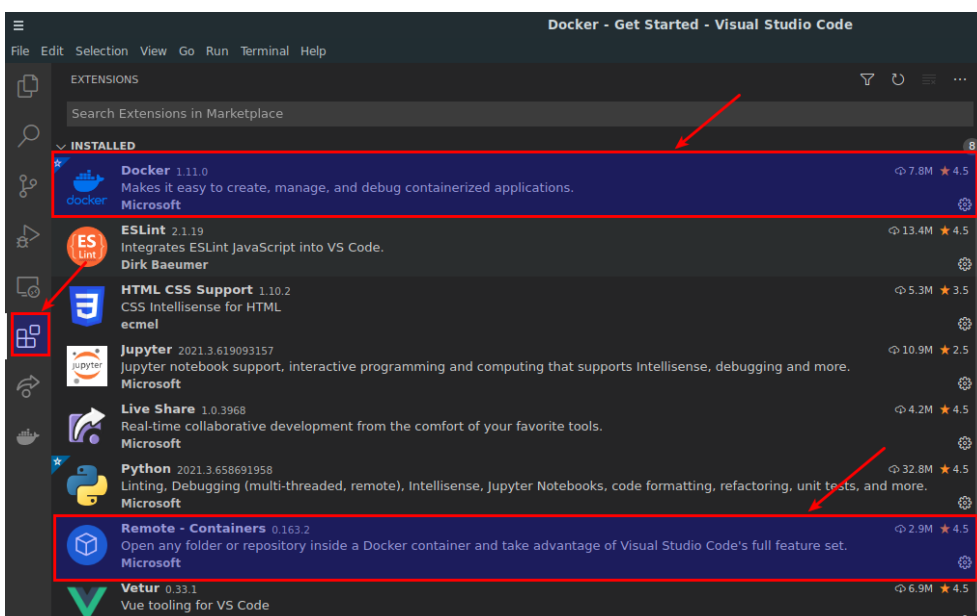 Docker - Get Started - Visual Studio Code
File Edit Selection View Go Run Terminal Help
EXTENSIONS
Search Extensions in Marketplace
INSTALLED 8
Docker 1.11.0 7.8M ★ 4.5
Makes it easy to create, manage, and debug containerized applications.
docker
Microsoft
ESLint 2.1.19 13.4M ★ 4.5
ES
Lint
Integrates ESLint JavaScript into VS Code.
Dirk Baeumer
HTML CSS Support 1.10.2 5.3M ★ 3.5
CSS Intellisense for HTML
ecmel
Jupyter 2021.3.619093157 10.9M ★ 2.5
jupyter
Jupyter notebook support, interactive programming and computing that supports Intellisense, debugging and more.
Microsoft
Live Share 1.0.3968 4.2M ★ 4.5
Real-time collaborative development from the comfort of your favorite tools.
Microsoft
Python 2021.3.658691958 32.8M ★ 4.5
Linting, Debugging (multi-threaded, remote), Intellisense, Jupyter Notebooks, code formatting, refactoring, unit tests, and more.
Microsoft
Remote - Containers 0.163.2 2.9M ★ 4.5
Open any folder or repository inside a Docker container and take advantage of Visual Studio Code's full feature set.
Microsoft
Vetur 0.33.1 6.9M ★ 4.5
Vue tooling for VS Code